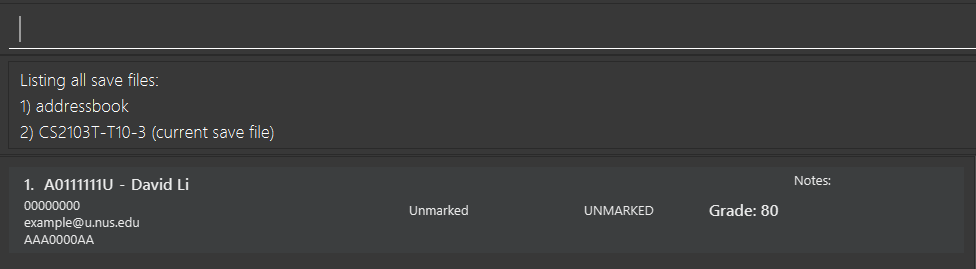 Listing all save files:
1) addressbook
2) CS2103T-T10-3 (current save file)
1. A0111111U - David Li
00000000
example@u.nus.edu
AAA0000AA
Unmarked
UNMARKED
Grade: 80
Notes: